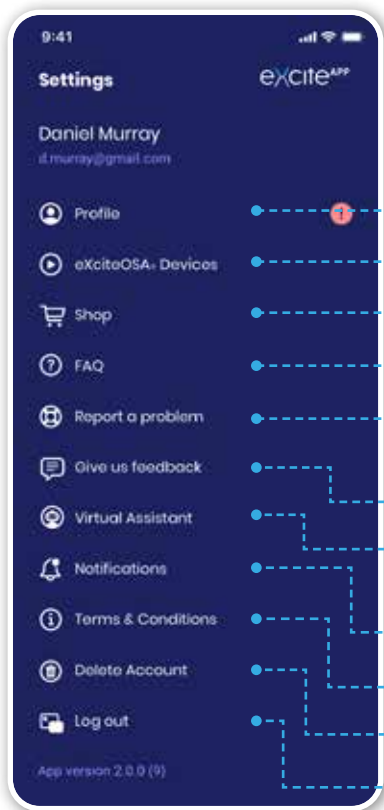 9:41
Settings
eXciteAPP
Daniel Murray
d.murray@gmail.com
Profile
1
eXciteOSA® Devices
Shop
FAQ
Report a problem
Give us feedback
Virtual Assistant
Notifications
Terms & Conditions
Delete Account
Log out
App version 2.0.0 (9)